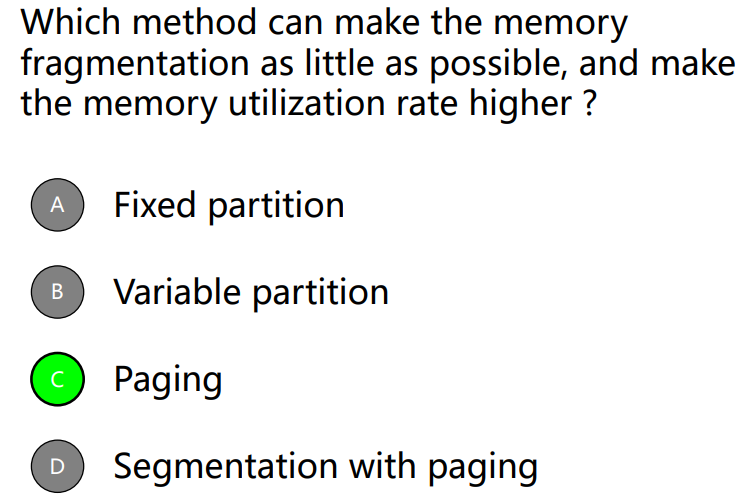 Which method can make the memory
fragmentation as little as possible, and make
the memory utilization rate higher ?
A Fixed partition
B Variable partition
C Paging
D Segmentation with paging